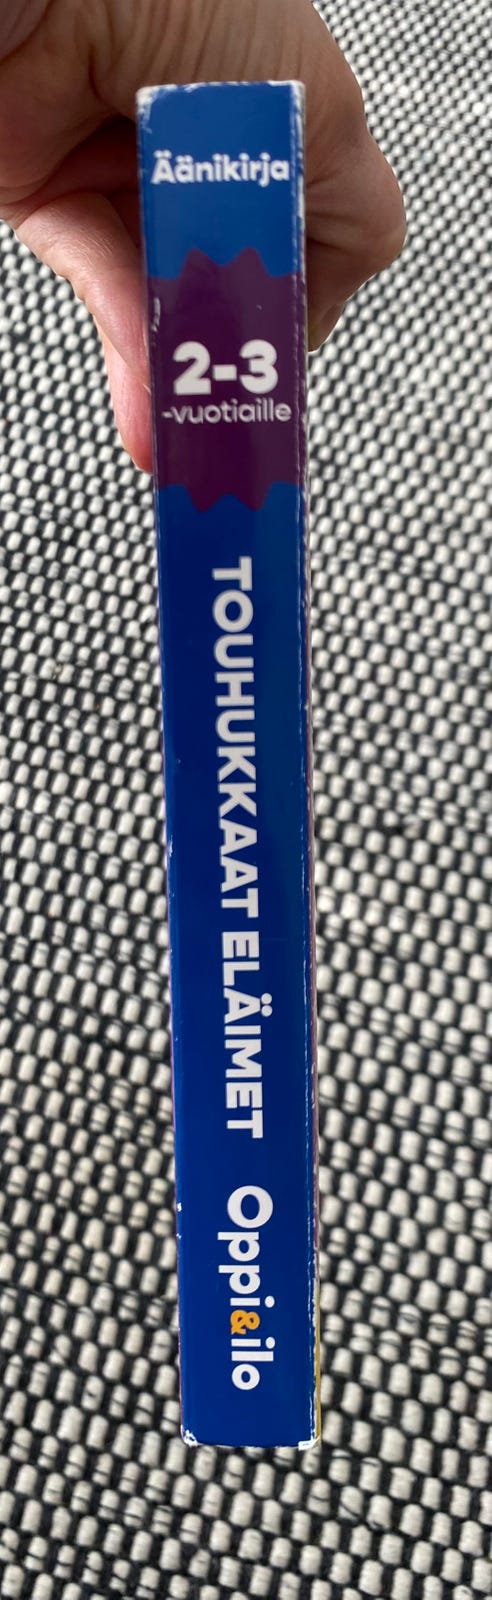 Äänikirja
2-3
-vuotiaille
TOUHUKKAAT ELÄIMET
Oppi&ilo